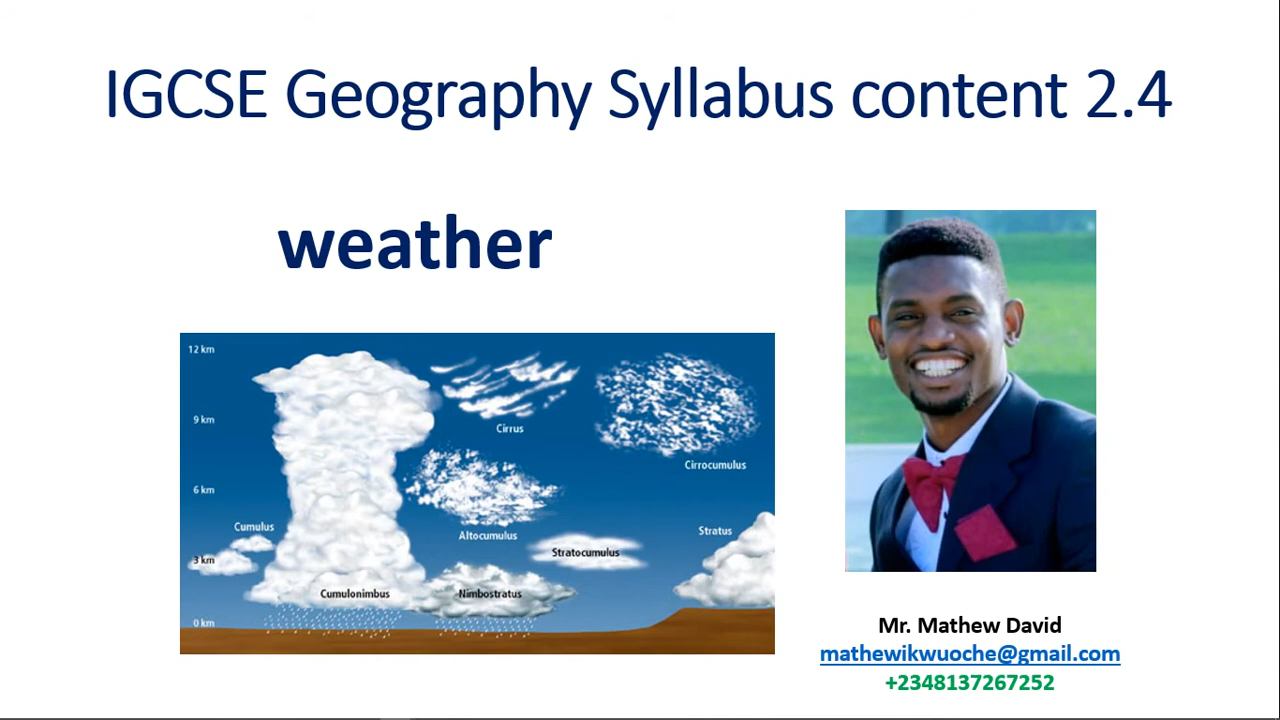 IGCSE Geography Syllabus content 2.4
weather
12 km
9 km
Cirrus
Cirrocumulus
6 km
Cumulus
Altocumulus
Stratus
3 km
Stratocumulus
Cumulonimbus
Nimbostratus
0 km
Mr. Mathew David
mathewikwuoche@gmail.com
+2348137267252